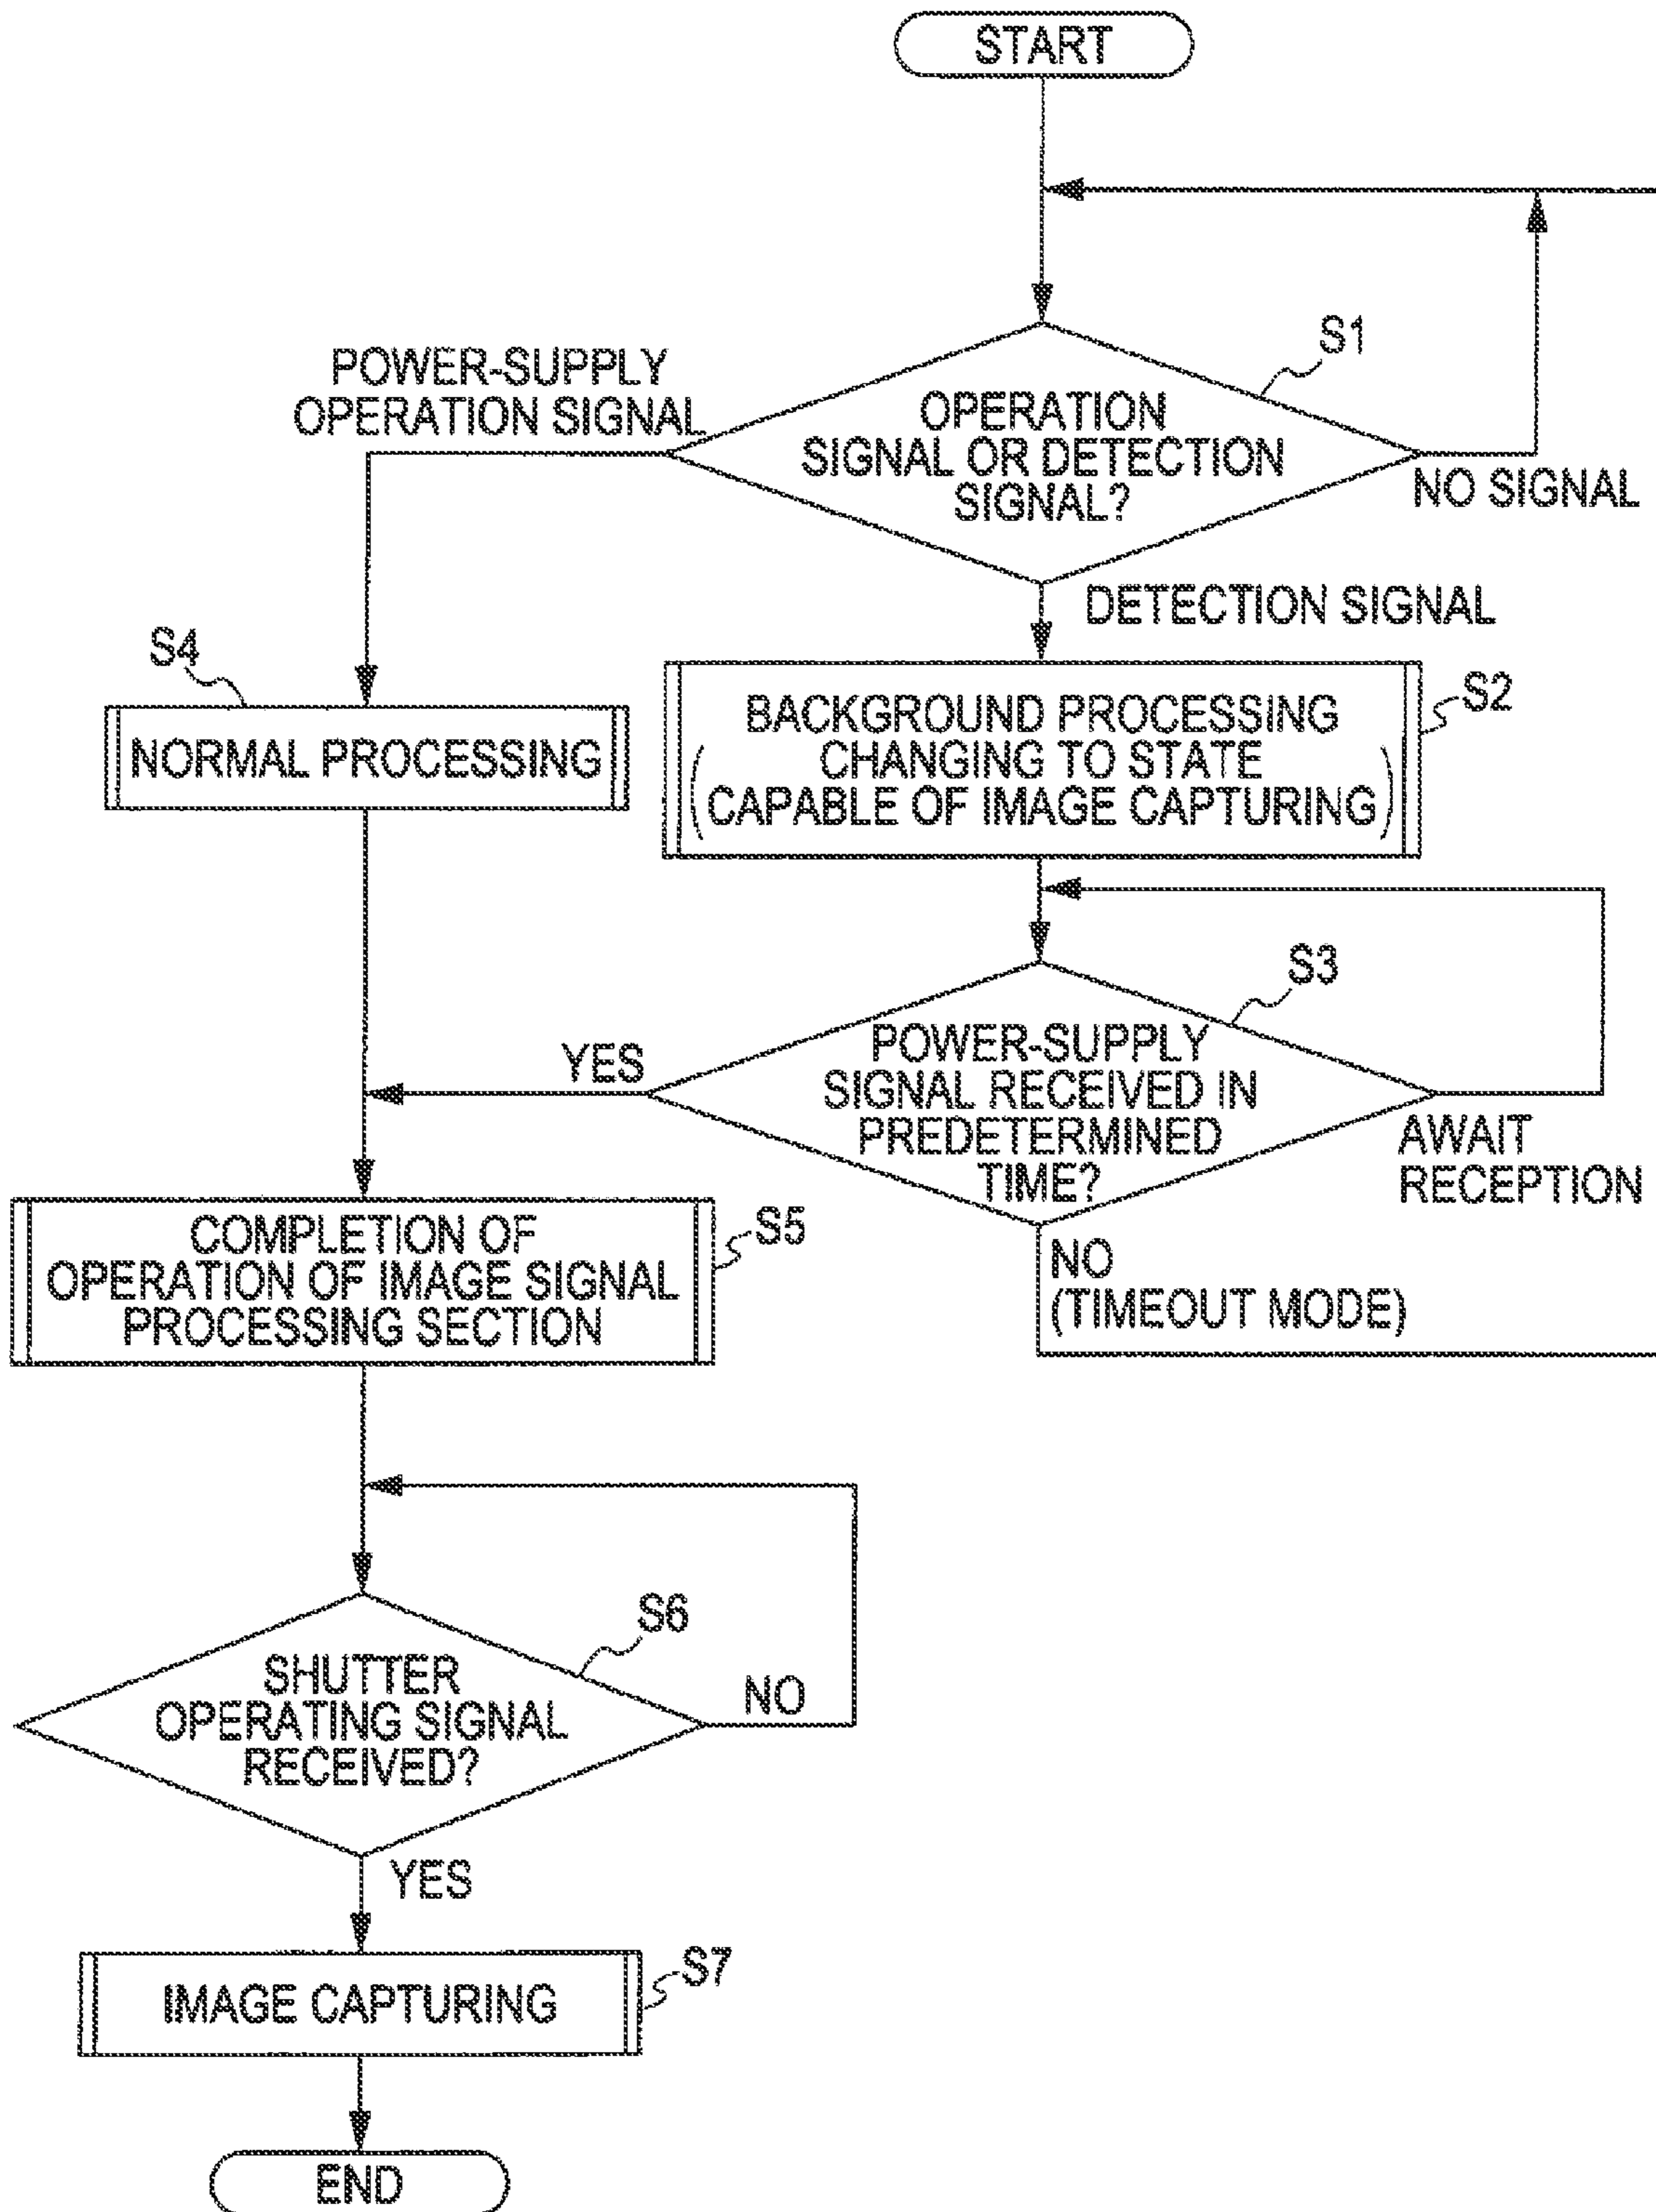 START
S1
POWER-SUPPLY
OPERATION SIGNAL
OPERATION
SIGNAL OR DETECTION
SIGNAL?
NO SIGNAL
DETECTION SIGNAL
S4
NORMAL PROCESSING
S2
BACKGROUND PROCESSING
(CHANGING TO STATE
CAPABLE OF IMAGE CAPTURING)
S3
YES
POWER-SUPPLY
SIGNAL RECEIVED IN
PREDETERMINED
TIME?
AWAIT
RECEPTION
NO
(TIMEOUT MODE)
S5
COMPLETION OF
OPERATION OF IMAGE SIGNAL
PROCESSING SECTION
S6
SHUTTER
OPERATING SIGNAL
RECEIVED?
NO
YES
S7
IMAGE CAPTURING
END